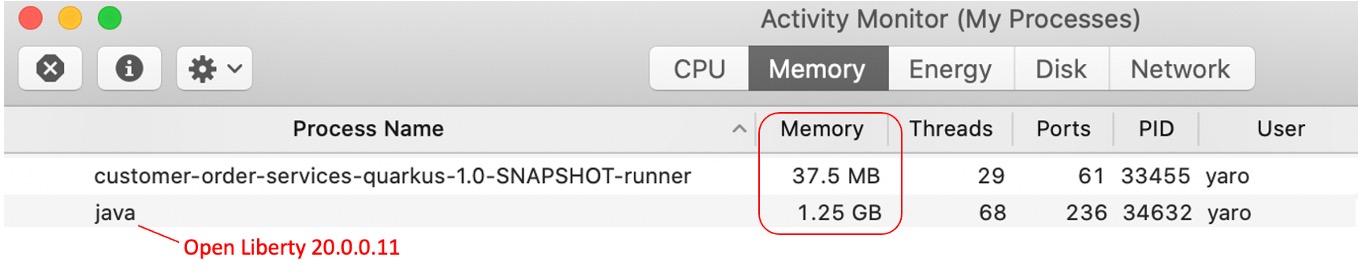 Activity Monitor (My Processes)
CPU Memory Energy Disk Network
Process Name Memory Threads Ports PID User
customer-order-services-quarkus-1.0-SNAPSHOT-runner 37.5 MB 29 61 33455 yaro
java 1.25 GB 68 236 34632 yaro
Open Liberty 20.0.0.11